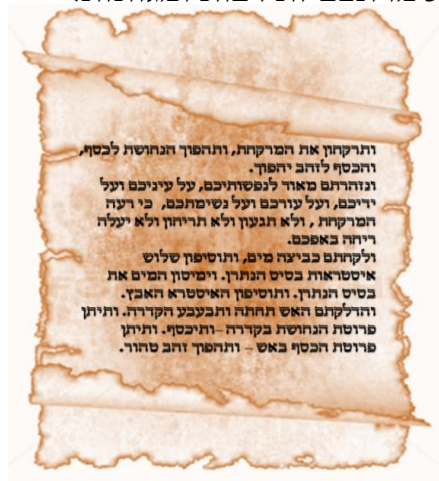 ותרקחון את המרקחת, ותהפוך הנחושת לכסף,
והכסף לזהב יהפוך.
ונזהרתם מאוד לנפשותיכם, על עיניכם ועל
ידיכם, ועל עורכם ועל נשימתכם, כי רעה
המרקחת , ולא תגעון ולא תריחון ולא יעלה
ריחה באפכם.
ולקחתם כביצה מים, ותוסיפון שלוש
איסטראות בסיס הנתרן. וימיסון המים את
בסיס הנתרן. ותוסיפון האיסטרא האבץ.
והדלקתם האש תחתה ותבעבע הקדרה. ותיתן
פרוטת הנחושת בקדרה –ותיכסף. ותיתן
פרוטת הכסף באש – ותהפוך זהב טהור.